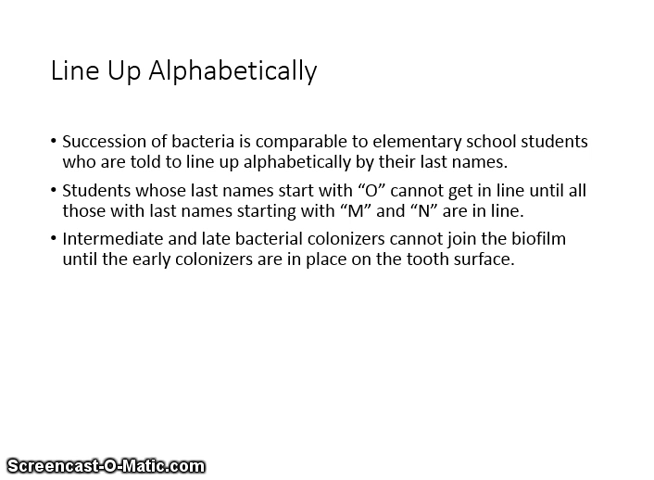 Line Up Alphabetically
• Succession of bacteria is comparable to elementary school students
who are told to line up alphabetically by their last names.
• Students whose last names start with “O” cannot get in line until all
those with last names starting with “M” and “N” are in line.
• Intermediate and late bacterial colonizers cannot join the biofilm
until the early colonizers are in place on the tooth surface.
Screencast-O-Matic.com